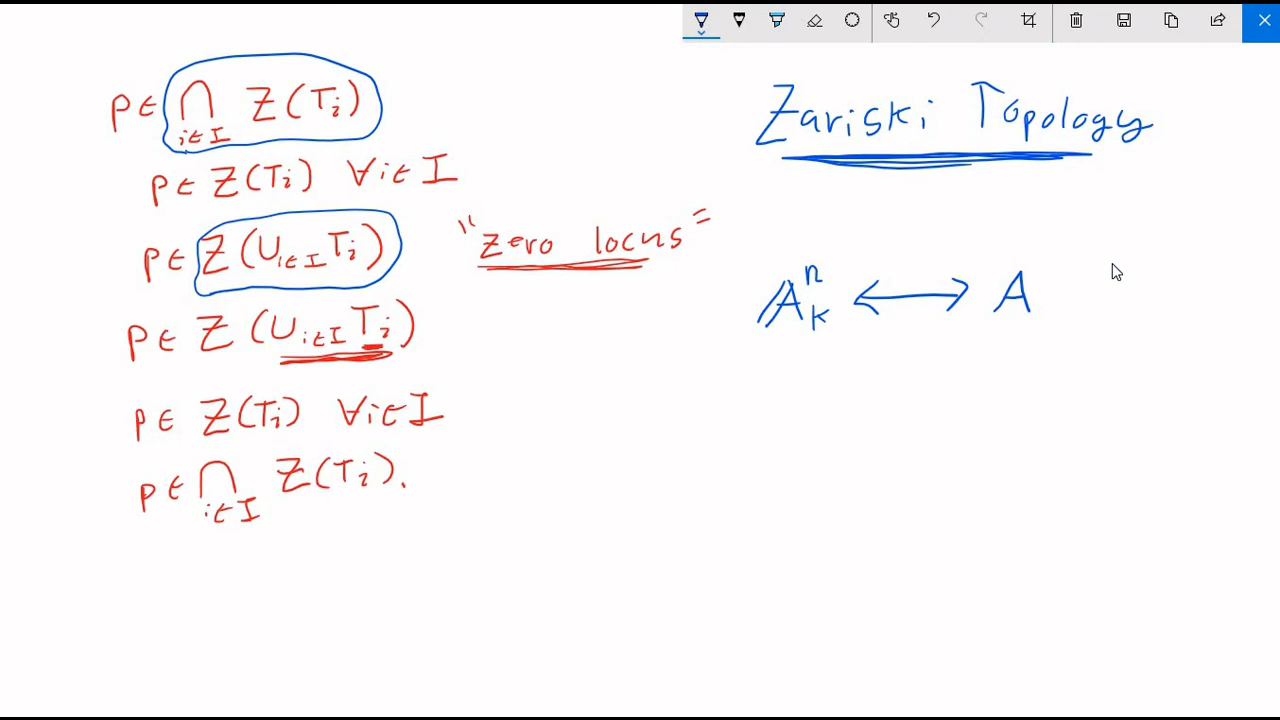 p ∈ ⋂_{i∈I} Z(T_i)
p ∈ Z(T_i) ∀i∈I
p ∈ Z(∪_{i∈I} T_i)
"zero locus"
p ∈ Z(∪_{i∈I} T_i)
p ∈ Z(T_i) ∀i∈I
p ∈ ⋂_{i∈I} Z(T_i).
Zariski Topology
𝔸^n_k ⟷ A